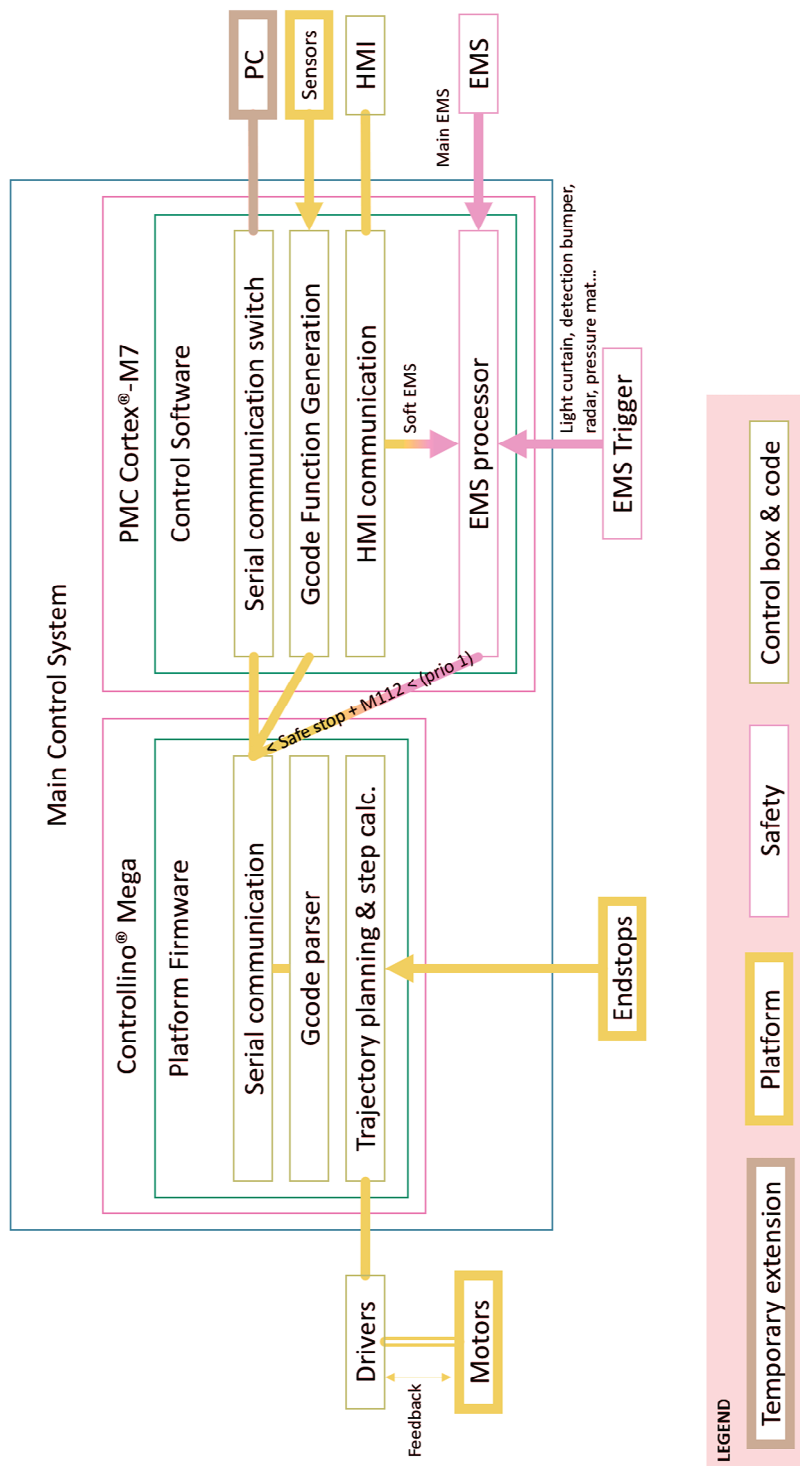 Main Control System
Controllino® Mega
Platform Firmware
Serial communication
Gcode parser
Trajectory planning & step calc.
PMC Cortex®-M7
Control Software
Serial communication switch
Gcode Function Generation
HMI communication
Soft EMS
EMS processor
< Safe stop + M112 < (prio 1)
PC
Sensors
HMI
Main EMS
EMS
Drivers
Feedback
Motors
Endstops
Light curtain, detection bumper,
radar, pressure mat...
EMS Trigger
LEGEND
Temporary extension
Platform
Safety
Control box & code